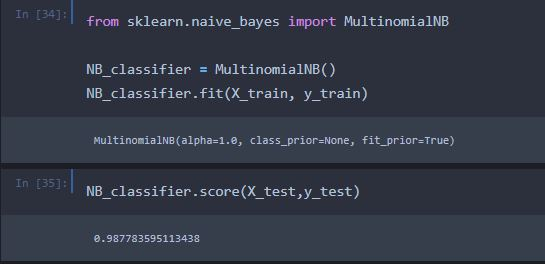 In [34]:
from sklearn.naive_bayes import MultinomialNB
NB_classifier = MultinomialNB()
NB_classifier.fit(X_train, y_train)
MultinomialNB(alpha=1.0, class_prior=None, fit_prior=True)
In [35]:
NB_classifier.score(X_test,y_test)
0.987783595113438